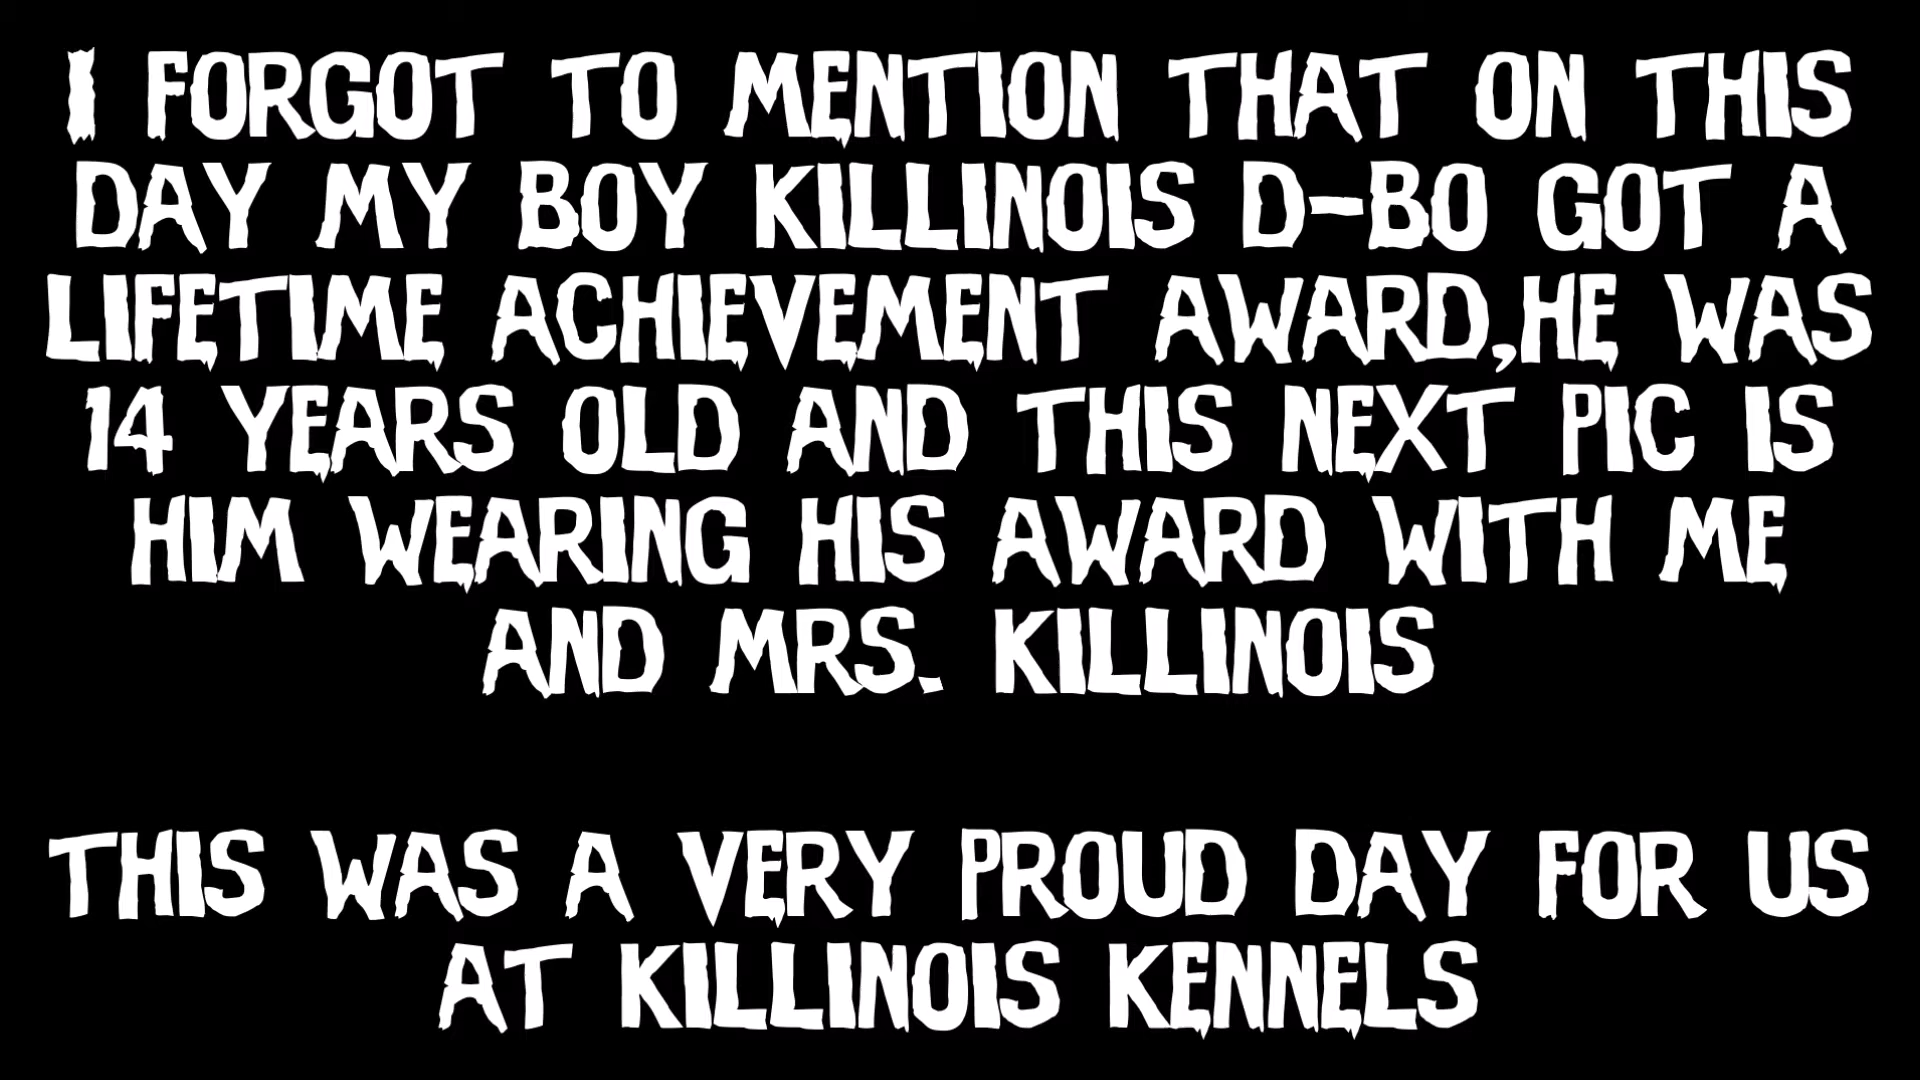 I FORGOT TO MENTION THAT ON THIS
DAY MY BOY KILLINOIS D-BO GOT A
LIFETIME ACHIEVEMENT AWARD,HE WAS
14 YEARS OLD AND THIS NEXT PIC IS
HIM WEARING HIS AWARD WITH ME
AND MRS. KILLINOIS
THIS WAS A VERY PROUD DAY FOR US
AT KILLINOIS KENNELS